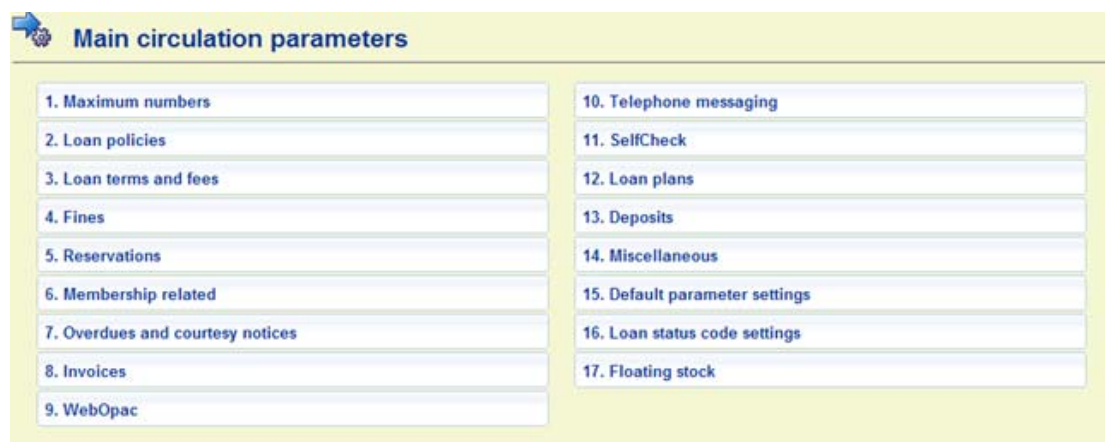 Main circulation parameters
1. Maximum numbers
2. Loan policies
3. Loan terms and fees
4. Fines
5. Reservations
6. Membership related
7. Overdues and courtesy notices
8. Invoices
9. WebOpac
10. Telephone messaging
11. SelfCheck
12. Loan plans
13. Deposits
14. Miscellaneous
15. Default parameter settings
16. Loan status code settings
17. Floating stock